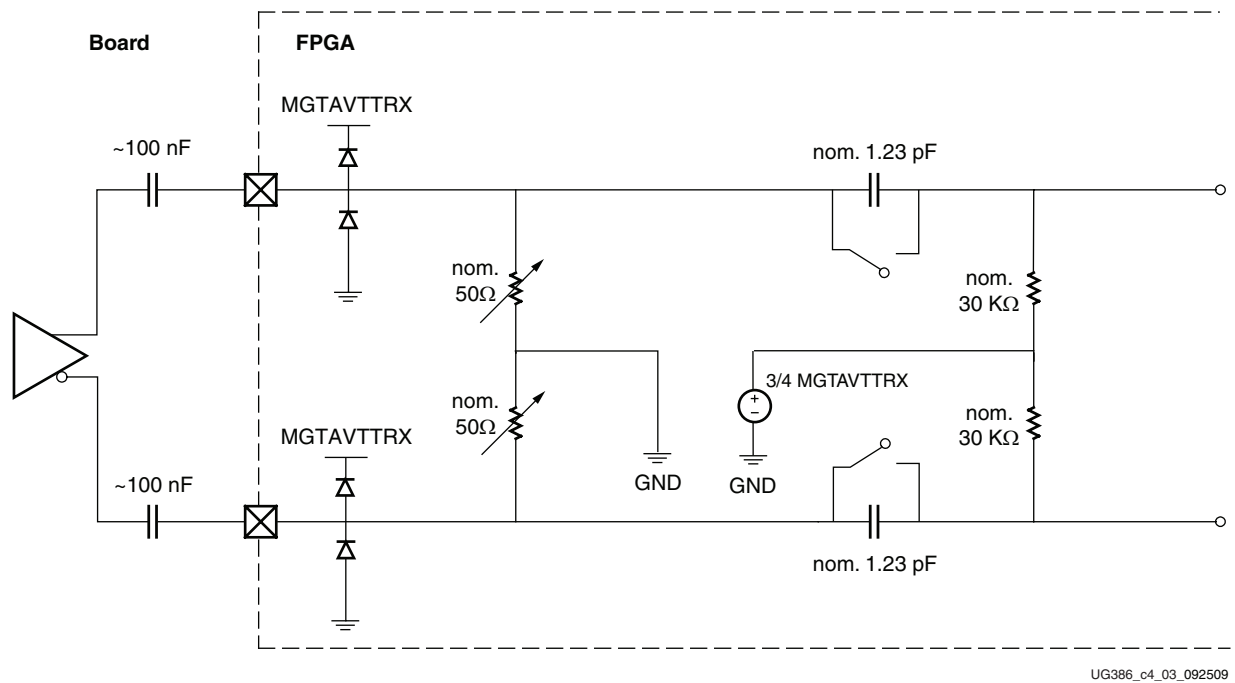 Board
FPGA
MGTAVTTRX
~100 nF
nom. 1.23 pF
nom.
50Ω
nom.
30 KΩ
3/4 MGTAVTTRX
+
−
nom.
50Ω
nom.
30 KΩ
MGTAVTTRX
GND
GND
~100 nF
nom. 1.23 pF
UG386_c4_03_092509